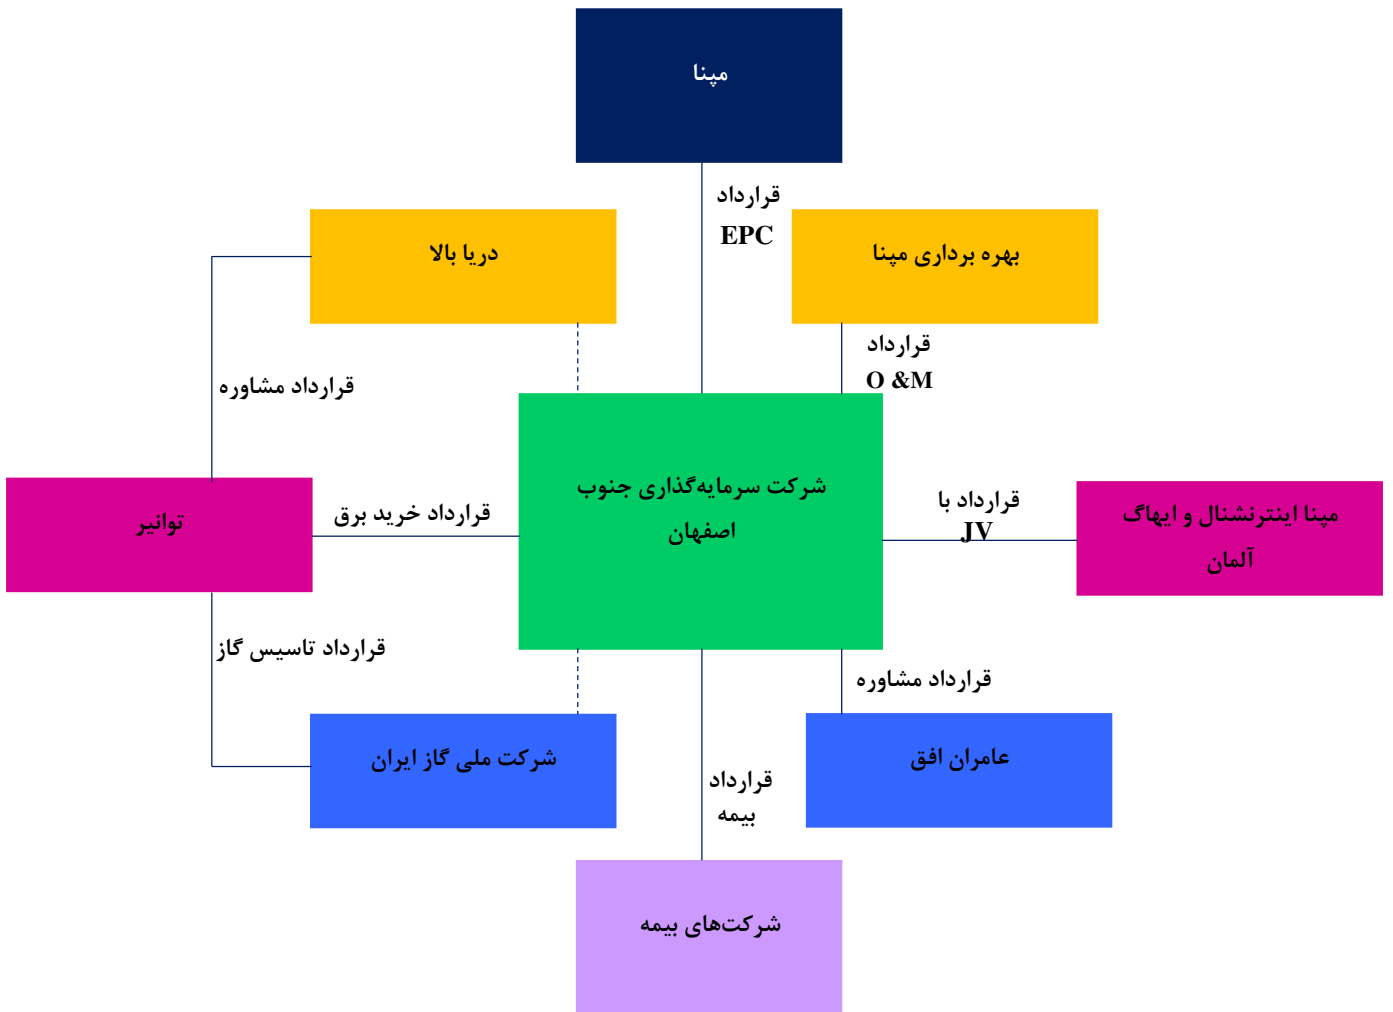 مپنا
قرارداد
EPC
بهره برداری مپنا
دریا بالا
قرارداد
O &M
قرارداد مشاوره
شرکت سرمایه‌گذاری جنوب
اصفهان
مپنا اینترنشنال و ایهاگ
آلمان
قرارداد با
JV
قرارداد خرید برق
توانیر
قرارداد تاسیس گاز
قرارداد مشاوره
عامران افق
شرکت ملی گاز ایران
قرارداد
بیمه
شرکت‌های بیمه